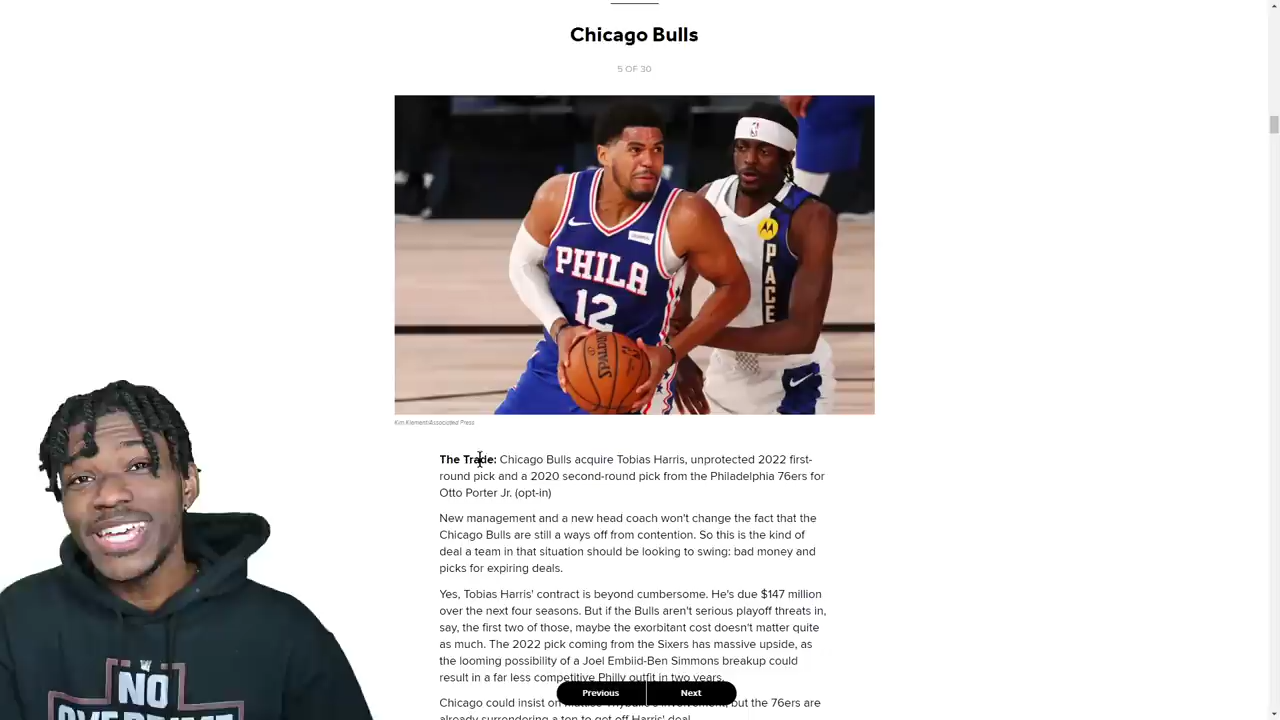 Chicago Bulls
5 OF 30
PHILA
12
PACE
SPALDING
Kim Klement/Associated Press
The Trade: Chicago Bulls acquire Tobias Harris, unprotected 2022 first-
round pick and a 2020 second-round pick from the Philadelphia 76ers for
Otto Porter Jr. (opt-in)
New management and a new head coach won't change the fact that the
Chicago Bulls are still a ways off from contention. So this is the kind of
deal a team in that situation should be looking to swing: bad money and
picks for expiring deals.
Yes, Tobias Harris' contract is beyond cumbersome. He's due $147 million
over the next four seasons. But if the Bulls aren't serious playoff threats in,
say, the first two of those, maybe the exorbitant cost doesn't matter quite
as much. The 2022 pick coming from the Sixers has massive upside, as
the looming possibility of a Joel Embiid-Ben Simmons breakup could
result in a far less competitive Philly outfit in two years.
Previous Next
Chicago could insist on involvement, but the 76ers are
already surrendering a ton to get off Harris' deal.
NO
OVERTIME